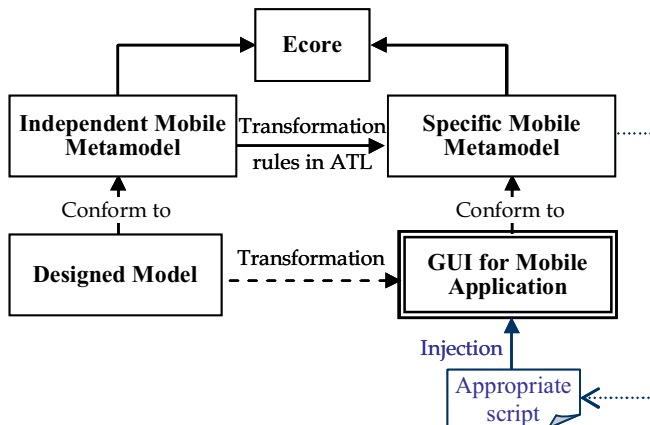 Ecore
Independent Mobile
Metamodel
Transformation
rules in ATL
Specific Mobile
Metamodel
Conform to
Conform to
Designed Model
Transformation
GUI for Mobile
Application
Injection
Appropriate
script